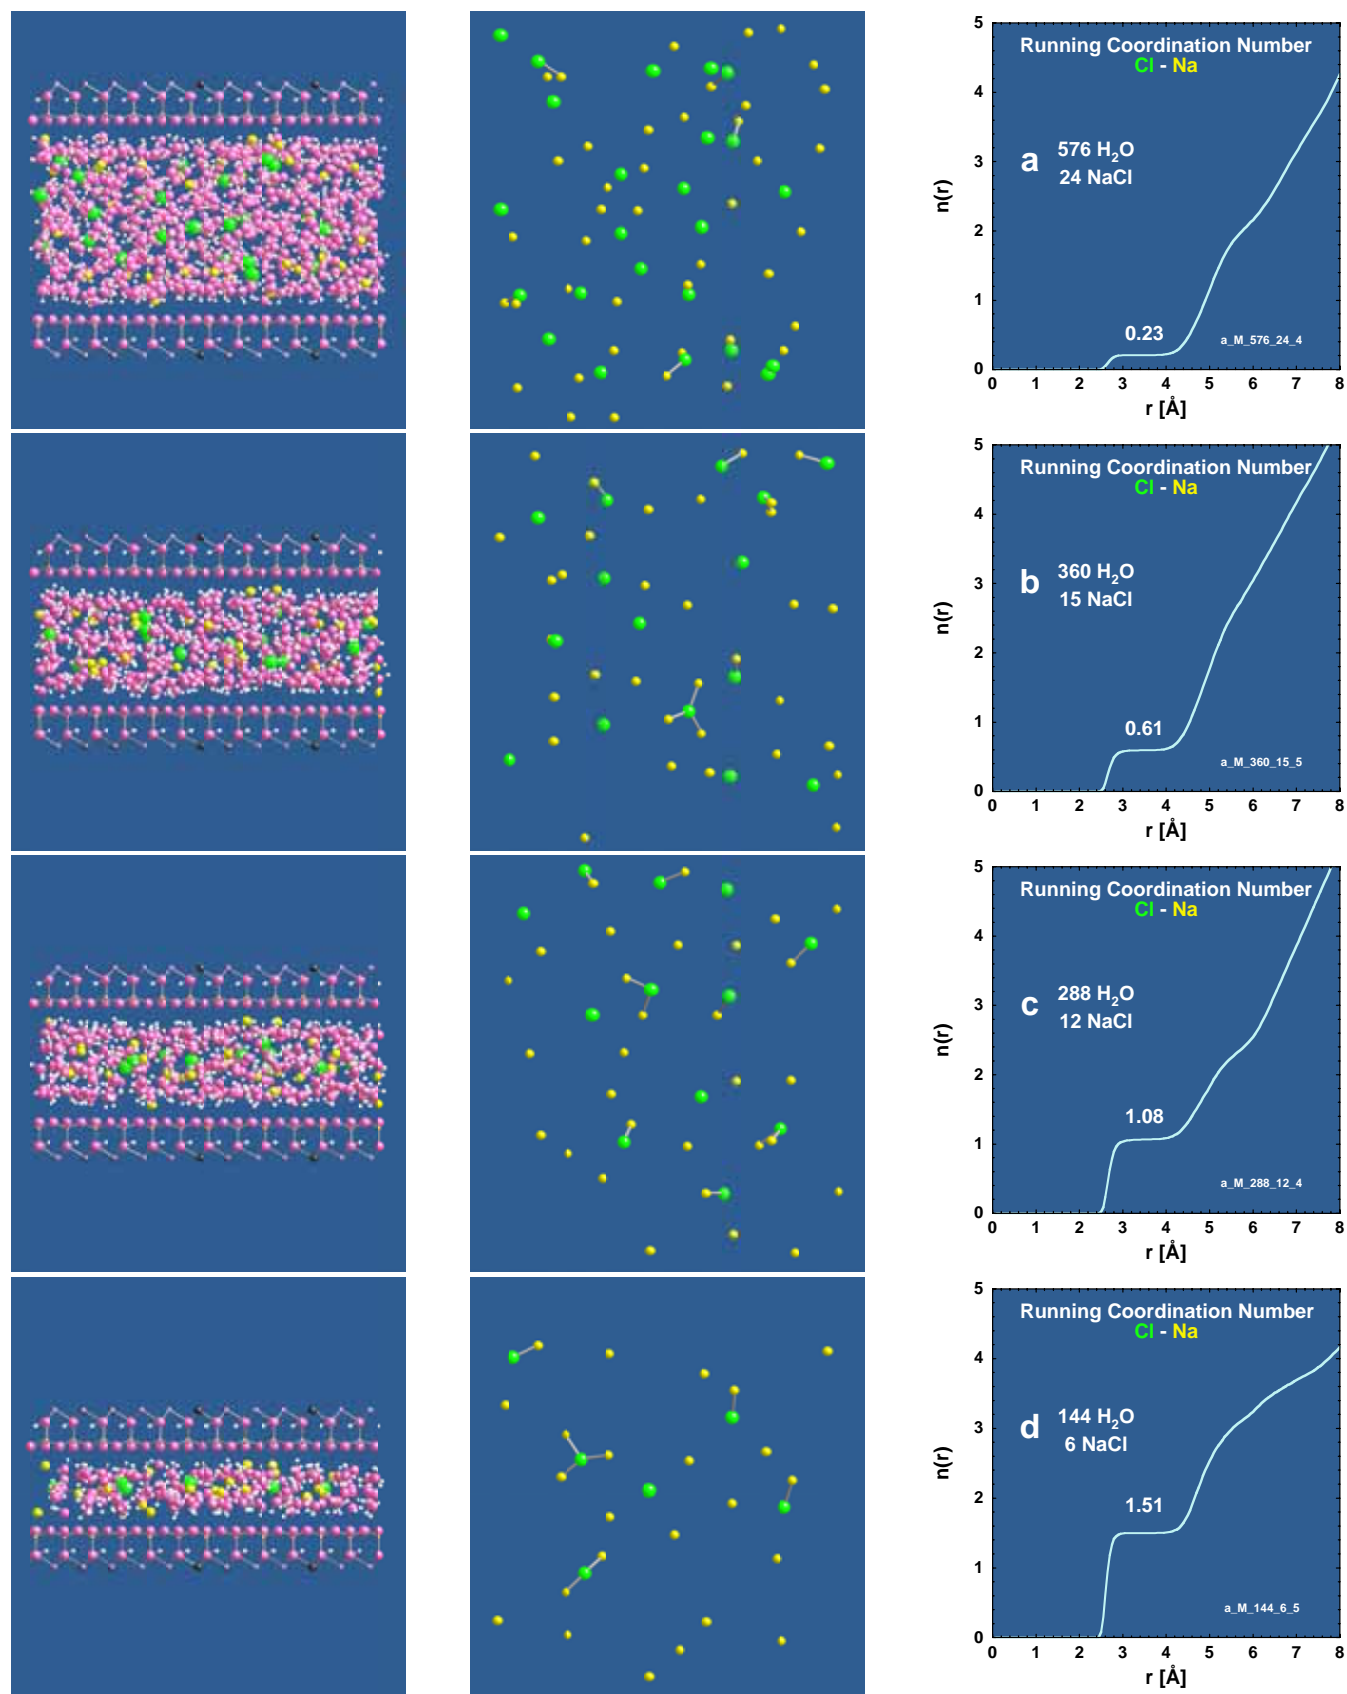 Running Coordination Number
Cl - Na
a
576 H₂O
24 NaCl
0.23
a_M_576_24_4
n(r)
0 1 2 3 4 5
0 1 2 3 4 5 6 7 8
r [Å]
Running Coordination Number
Cl - Na
b
360 H₂O
15 NaCl
0.61
a_M_360_15_5
n(r)
0 1 2 3 4 5
0 1 2 3 4 5 6 7 8
r [Å]
Running Coordination Number
Cl - Na
c
288 H₂O
12 NaCl
1.08
a_M_288_12_4
n(r)
0 1 2 3 4 5
0 1 2 3 4 5 6 7 8
r [Å]
Running Coordination Number
Cl - Na
d
144 H₂O
6 NaCl
1.51
a_M_144_6_5
n(r)
0 1 2 3 4 5
0 1 2 3 4 5 6 7 8
r [Å]